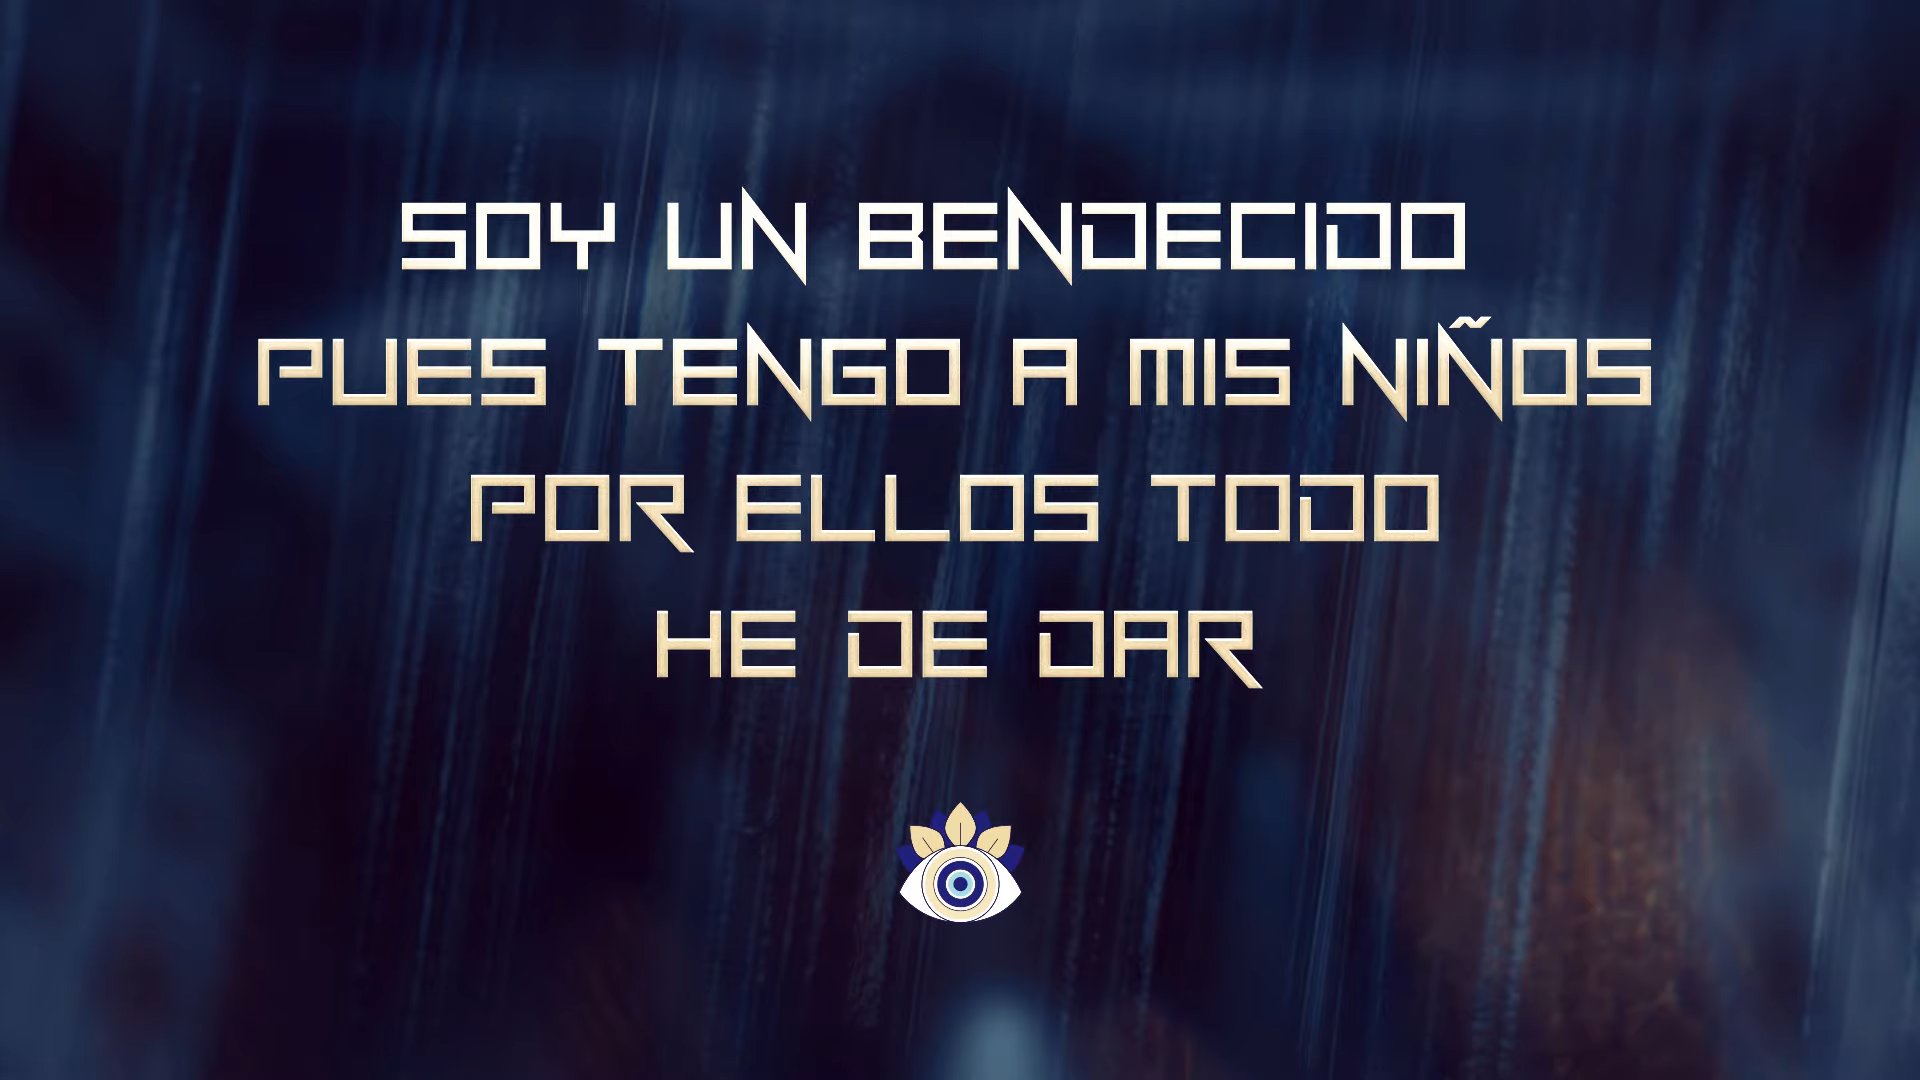 SOY UN BENDECIDO
PUES TENGO A MIS NIÑOS
POR ELLOS TODO
HE DE DAR